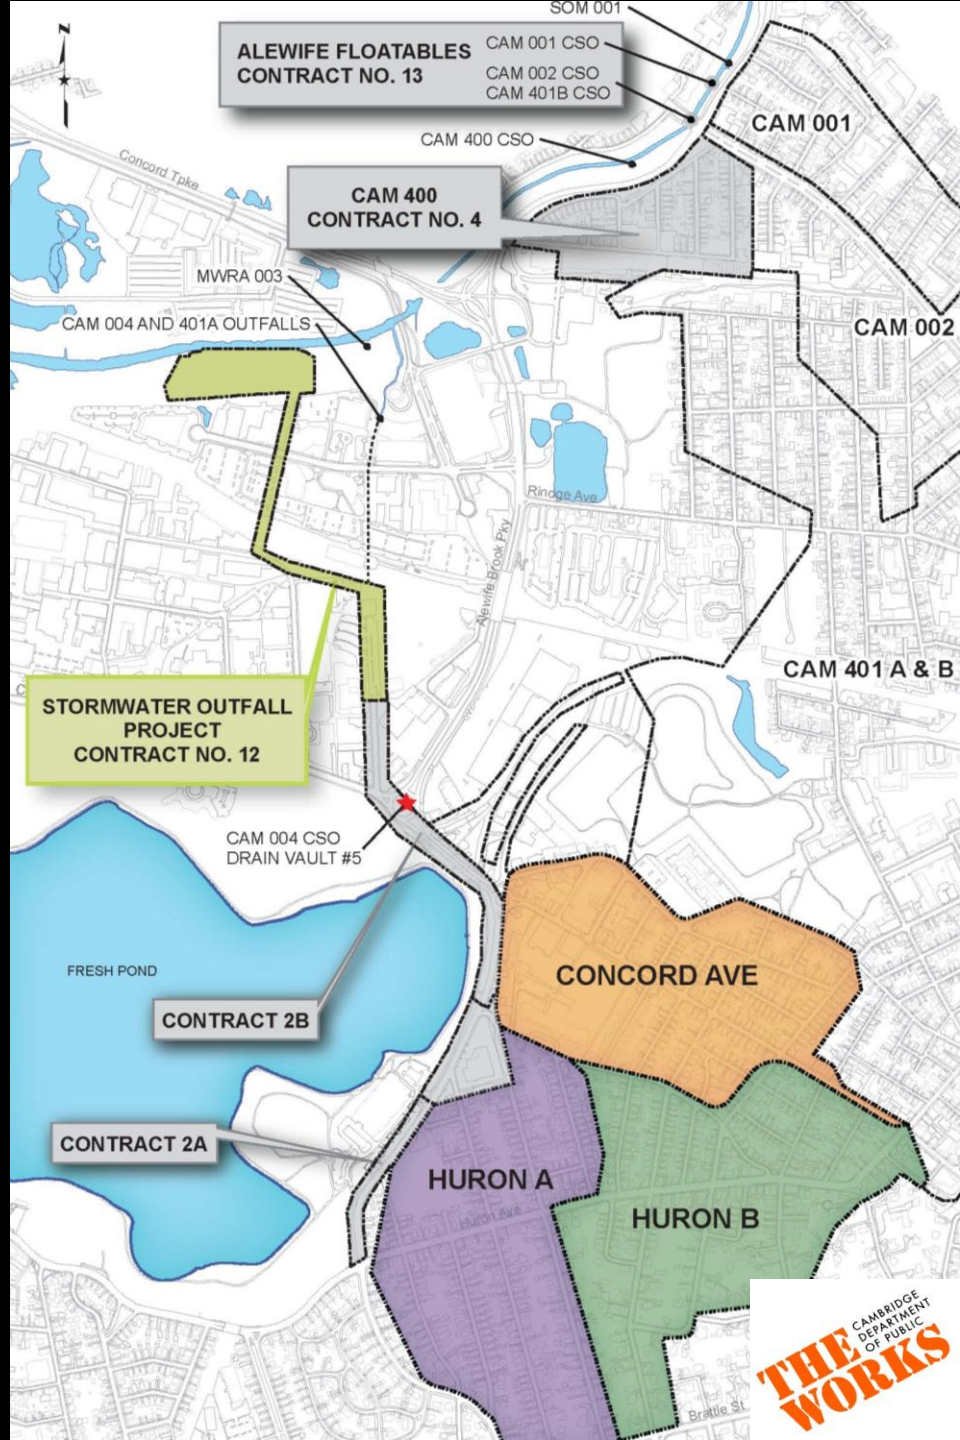 SOM 001
ALEWIFE FLOATABLES
CONTRACT NO. 13
CAM 001 CSO
CAM 002 CSO
CAM 401B CSO
CAM 001
N
CAM 400 CSO
Concord Tpke
CAM 400
CONTRACT NO. 4
MWRA 003
CAM 004 AND 401A OUTFALLS
CAM 002
Rindge Ave
Alewife Brook Pky
CAM 401 A & B
STORMWATER OUTFALL
PROJECT
CONTRACT NO. 12
CAM 004 CSO
DRAIN VAULT #5
FRESH POND
CONCORD AVE
CONTRACT 2B
CONTRACT 2A
HURON A
Huron Ave
HURON B
Brattle St
CAMBRIDGE
DEPARTMENT
OF PUBLIC
THE
WORKS